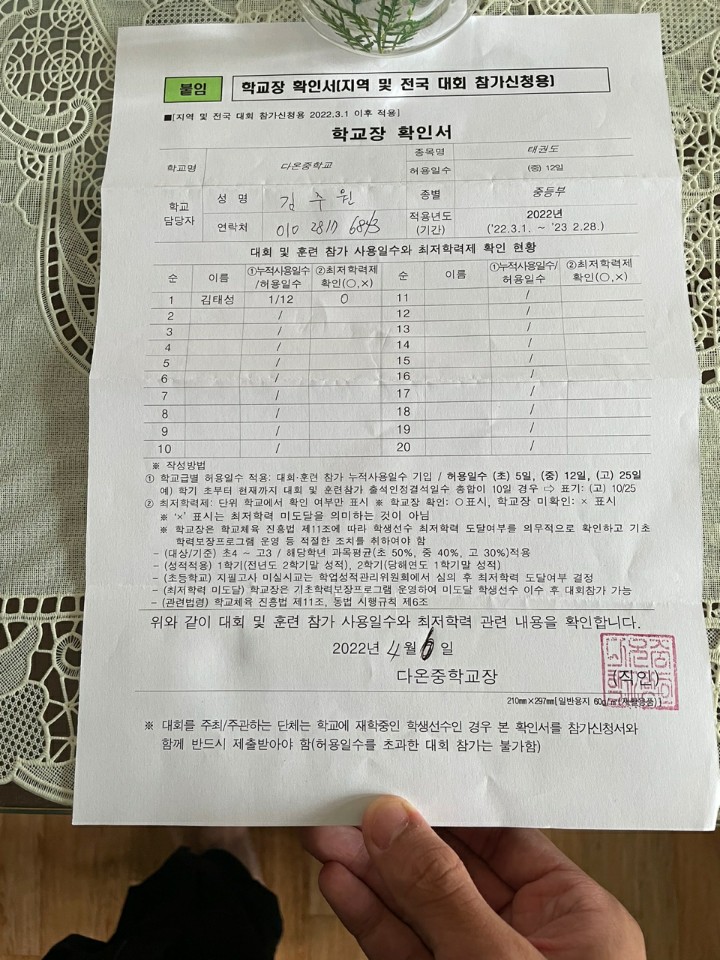 붙임 학교장 확인서(지역 및 전국 대회 참가신청용)
■[지역 및 전국 대회 참가신청용 2022.3.1 이후 적용]
학교장 확인서
학교명 다온중학교 종목명 태권도
허용일수 (중) 12일
학교 담당자 성 명 김수원 종별 중등부
연락처 010 2817 6843 적용년도 (기간) 2022년 ('22.3.1. ~ '23 2.28.)
대회 및 훈련 참가 사용일수와 최저학력제 확인 현황
순 이름 ①누적사용일수/허용일수 ②최저학력제 확인(○,×) 순 이름 ①누적사용일수/허용일수 ②최저학력제 확인(○,×)
1 김태성 1/12 O 11 /
2 / 12 /
3 / 13 /
4 / 14 /
5 / 15 /
6 / 16 /
7 / 17 /
8 / 18 /
9 / 19 /
10 / 20 /
※ 작성방법
① 학교급별 허용일수 적용: 대회·훈련 참가 누적사용일수 기입 / 허용일수 (초) 5일, (중) 12일, (고) 25일
예) 학기 초부터 현재까지 대회 및 훈련참가 출석인정결석일수 총합이 10일 경우 ⇨ 표기: (고) 10/25
② 최저학력제: 단위 학교에서 확인 여부만 표시 ※ 학교장 확인: ○표시, 학교장 미확인: × 표시
※ '×' 표시는 최저학력 미도달을 의미하는 것이 아님
※ 학교장은 학교체육 진흥법 제11조에 따라 학생선수 최저학력 도달여부를 의무적으로 확인하고 기초
학력보장프로그램 운영 등 적절한 조치를 취하여야 함
- (대상/기준) 초4 ~ 고3 / 해당학년 과목평균(초 50%, 중 40%, 고 30%)적용
- (성적적용) 1학기(전년도 2학기말 성적), 2학기(당해연도 1학기말 성적)
- (초등학교) 지필고사 미실시교는 학업성적관리위원회에서 심의 후 최저학력 도달여부 결정
- (최저학력 미도달) 학교장은 기초학력보장프로그램 운영하여 미도달 학생선수 이수 후 대회참가 가능
- (관련법령) 학교체육 진흥법 제11조, 동법 시행규칙 제6조
위와 같이 대회 및 훈련 참가 사용일수와 최저학력 관련 내용을 확인합니다.
2022년 4월 6일
다온중학교장 (직인)
210㎜×297㎜[일반용지 60g/㎡(재활용품)]
※ 대회를 주최/주관하는 단체는 학교에 재학중인 학생선수인 경우 본 확인서를 참가신청서와
함께 반드시 제출받아야 함(허용일수를 초과한 대회 참가는 불가함)